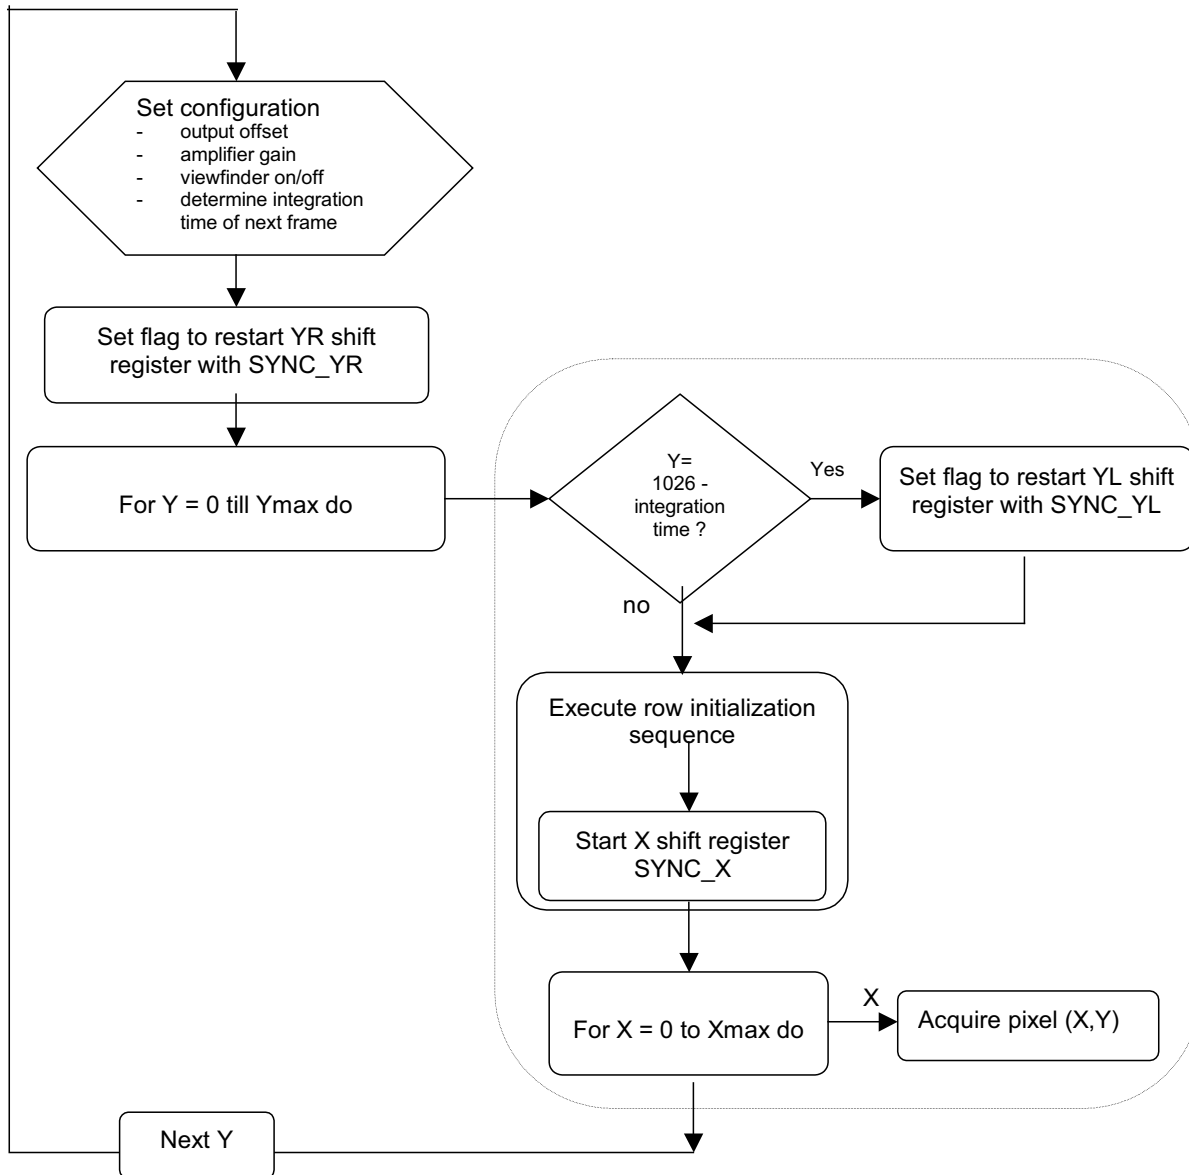 Set configuration
- output offset
- amplifier gain
- viewfinder on/off
- determine integration
time of next frame
Set flag to restart YR shift
register with SYNC_YR
For Y = 0 till Ymax do
Y=
1026 -
integration
time ?
Yes
Set flag to restart YL shift
register with SYNC_YL
no
Execute row initialization
sequence
Start X shift register
SYNC_X
For X = 0 to Xmax do
X
Acquire pixel (X,Y)
Next Y